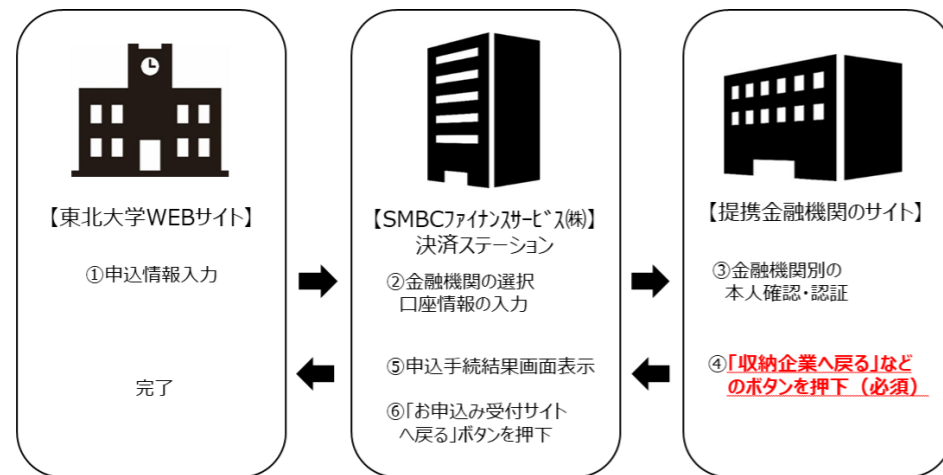 【東北大学WEBサイト】
①申込情報入力
完了
【SMBCファイナンスサービス㈱】
決済ステーション
②金融機関の選択
口座情報の入力
⑤申込手続結果画面表示
⑥「お申込み受付サイト
へ戻る」ボタンを押下
【提携金融機関のサイト】
③金融機関別の
本人確認・認証
④「収納企業へ戻る」など
のボタンを押下（必須）